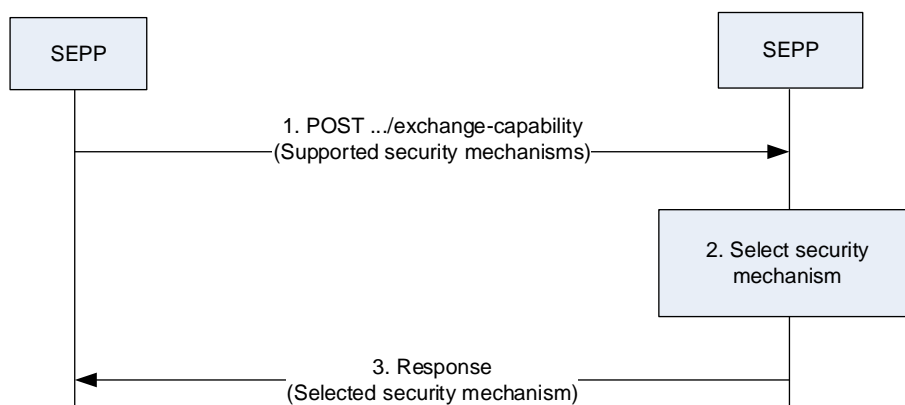 SEPP
SEPP
1. POST .../exchange-capability
(Supported security mechanisms)
2. Select security
mechanism
3. Response
(Selected security mechanism)